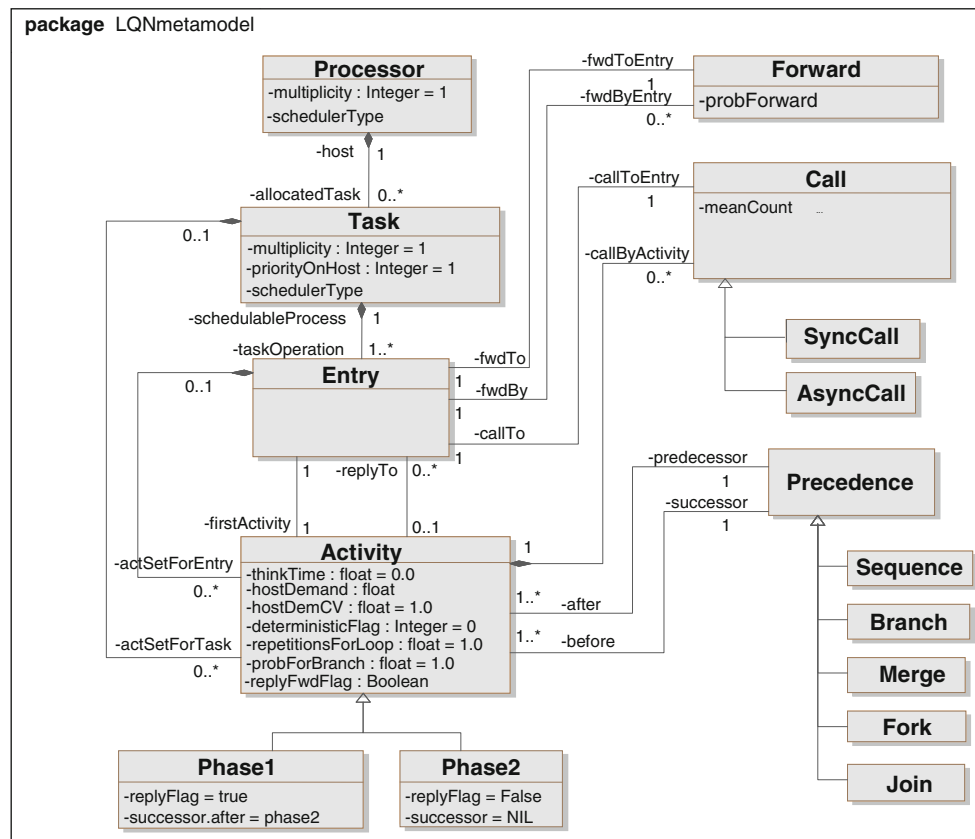 package LQNmetamodel
Processor
-multiplicity : Integer = 1
-schedulerType
-host
1
-allocatedTask
0..*
Task
-multiplicity : Integer = 1
-priorityOnHost : Integer = 1
-schedulerType
0..1
-schedulableProcess
1
-taskOperation
1..*
Entry
0..1
-fwdToEntry
1
-fwdByEntry
0..*
Forward
-probForward
-callToEntry
1
-callByActivity
0..*
Call
-meanCount ...
SyncCall
AsyncCall
-fwdTo
1
-fwdBy
1
-callTo
1
1
-replyTo
0..*
-firstActivity
1
0..1
-actSetForEntry
0..*
-actSetForTask
0..*
Activity
-thinkTime : float = 0.0
-hostDemand : float
-hostDemCV : float = 1.0
-deterministicFlag : Integer = 0
-repetitionsForLoop : float = 1.0
-probForBranch : float = 1.0
-replyFwdFlag : Boolean
1
1..*
-after
1..*
-before
-predecessor
1
-successor
1
Precedence
Sequence
Branch
Merge
Fork
Join
Phase1
-replyFlag = true
-successor.after = phase2
Phase2
-replyFlag = False
-successor = NIL